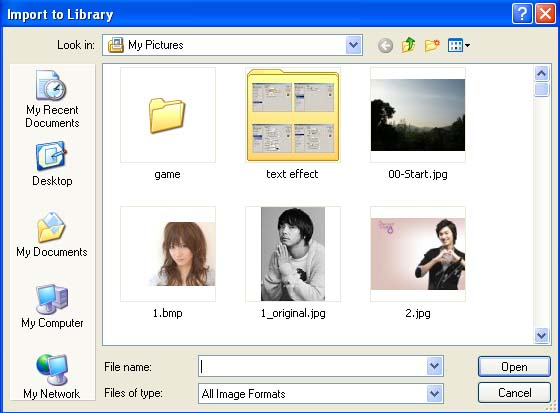 Import to Library
Look in:
My Pictures
My Recent
Documents
Desktop
My Documents
My Computer
My Network
game
text effect
00-Start.jpg
1.bmp
1_original.jpg
2.jpg
File name:
Open
Files of type:
All Image Formats
Cancel